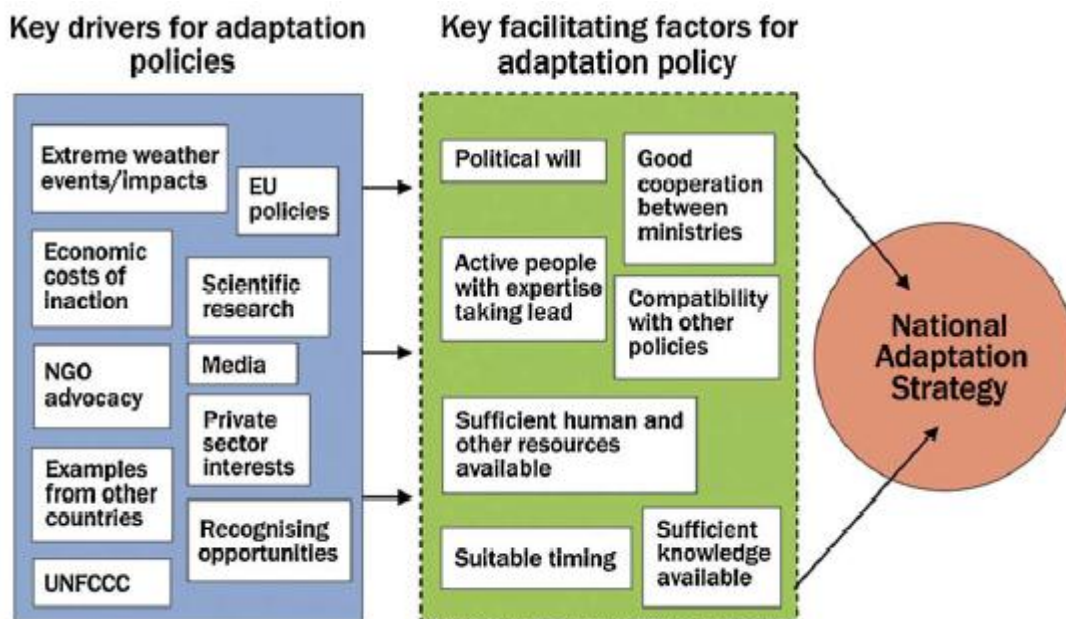 Key drivers for adaptation
policies
Extreme weather
events/impacts
EU
policies
Economic
costs of
inaction
Scientific
research
NGO
advocacy
Media
Private
sector
interests
Examples
from other
countries
Recognising
opportunities
UNFCCC
Key facilitating factors for
adaptation policy
Political will
Good
cooperation
between
ministries
Active people
with expertise
taking lead
Compatibility
with other
policies
Sufficient human and
other resources
available
Suitable timing
Sufficient
knowledge
available
National
Adaptation
Strategy